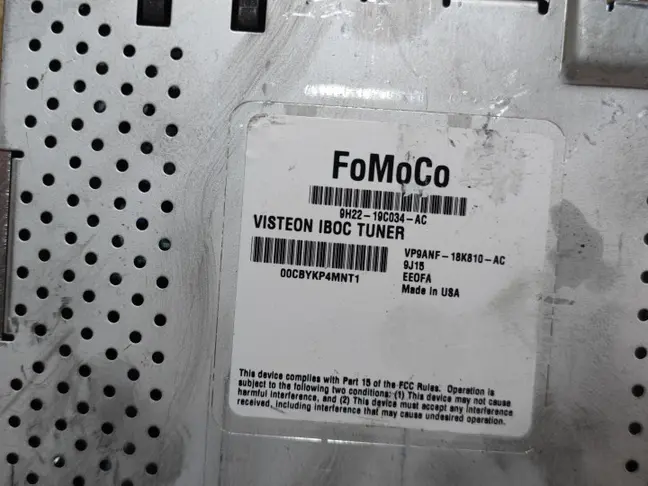 FoMoCo
9H22-19C034-AC
VISTEON IBOC TUNER
VP9ANF-18K810-AC
9J15
EEOFA
Made in USA
00CBYKP4MNT1
This device complies with Part 15 of the FCC Rules. Operation is
subject to the following two conditions: (1) This device may not cause
harmful interference, and (2) This device must accept any interference
received, including interference that may cause undesired operation.